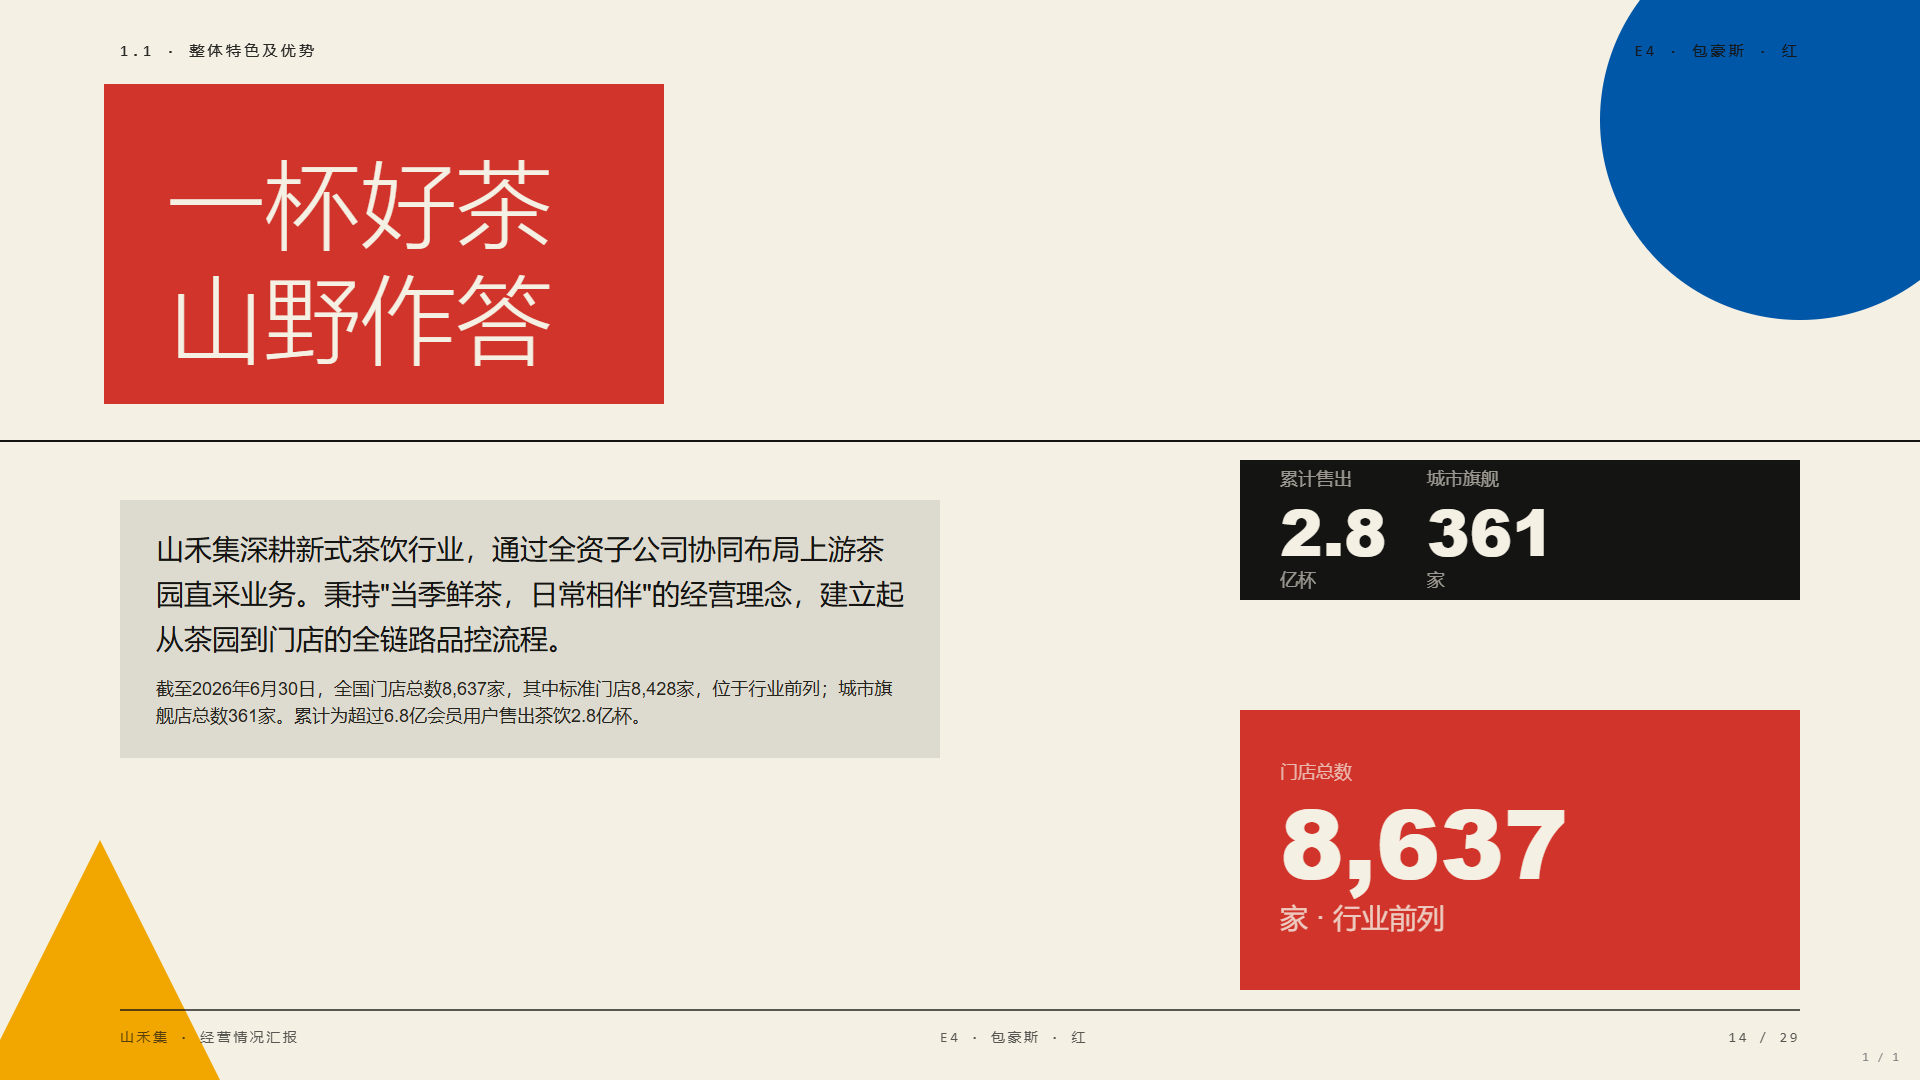 1.1 · 整体特色及优势
E4 · 包豪斯 · 红
一杯好茶
山野作答
山禾集深耕新式茶饮行业，通过全资子公司协同布局上游茶
园直采业务。秉持"当季鲜茶，日常相伴"的经营理念，建立起
从茶园到门店的全链路品控流程。
截至2026年6月30日，全国门店总数8,637家，其中标准门店8,428家，位于行业前列；城市旗
舰店总数361家。累计为超过6.8亿会员用户售出茶饮2.8亿杯。
累计售出
2.8
亿杯
城市旗舰
361
家
门店总数
8,637
家 · 行业前列
山禾集 · 经营情况汇报
E4 · 包豪斯 · 红
14 / 29
1 / 1